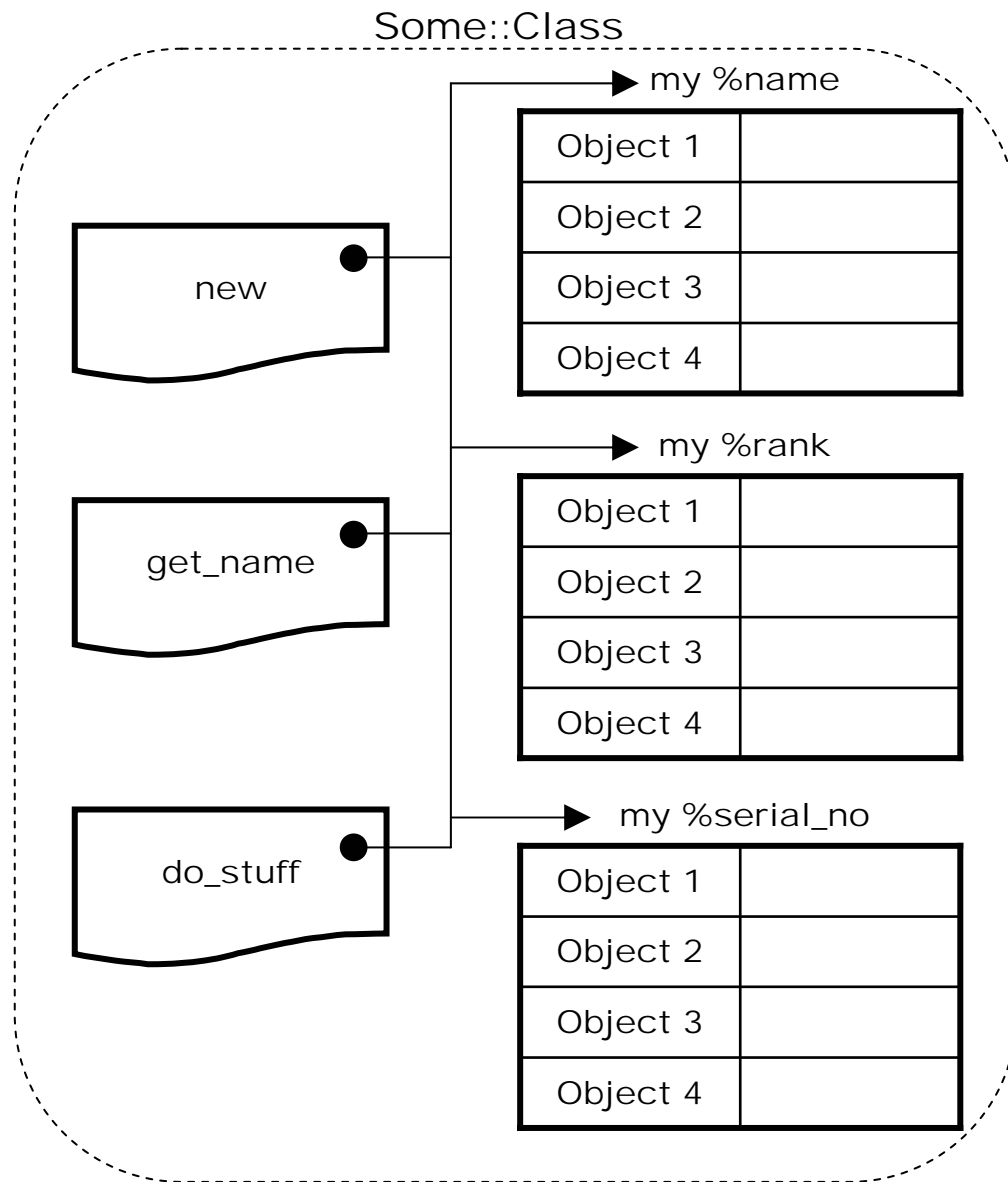 Some::Class
new
get_name
do_stuff
my %name
Object 1
Object 2
Object 3
Object 4
my %rank
Object 1
Object 2
Object 3
Object 4
my %serial_no
Object 1
Object 2
Object 3
Object 4